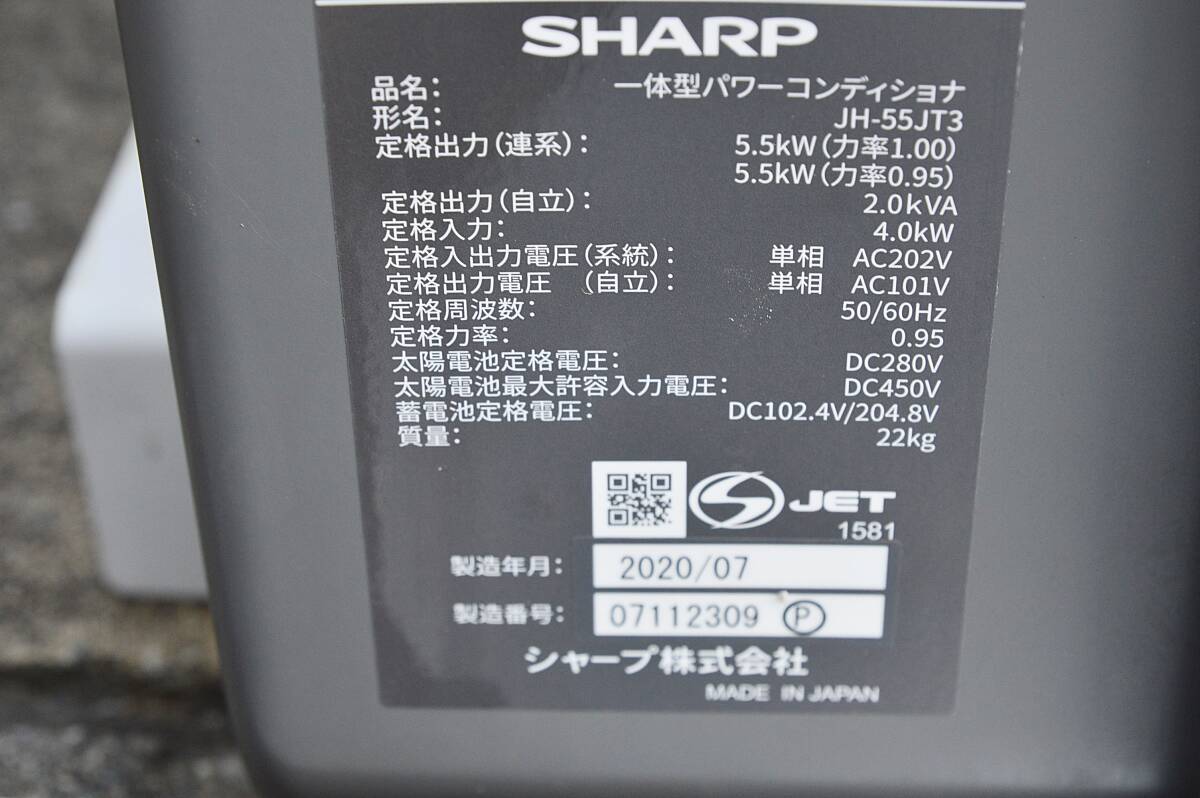 SHARP
品名: 一体型パワーコンディショナ
形名: JH-55JT3
定格出力(連系): 5.5kW(力率1.00)
5.5kW(力率0.95)
定格出力(自立): 2.0kVA
定格入力: 4.0kW
定格入出力電圧(系統): 単相 AC202V
定格出力電圧 (自立): 単相 AC101V
定格周波数: 50/60Hz
定格力率: 0.95
太陽電池定格電圧: DC280V
太陽電池最大許容入力電圧: DC450V
蓄電池定格電圧: DC102.4V/204.8V
質量: 22kg
JET
1581
製造年月: 2020/07
製造番号: 07112309 Ⓟ
シャープ株式会社
MADE IN JAPAN